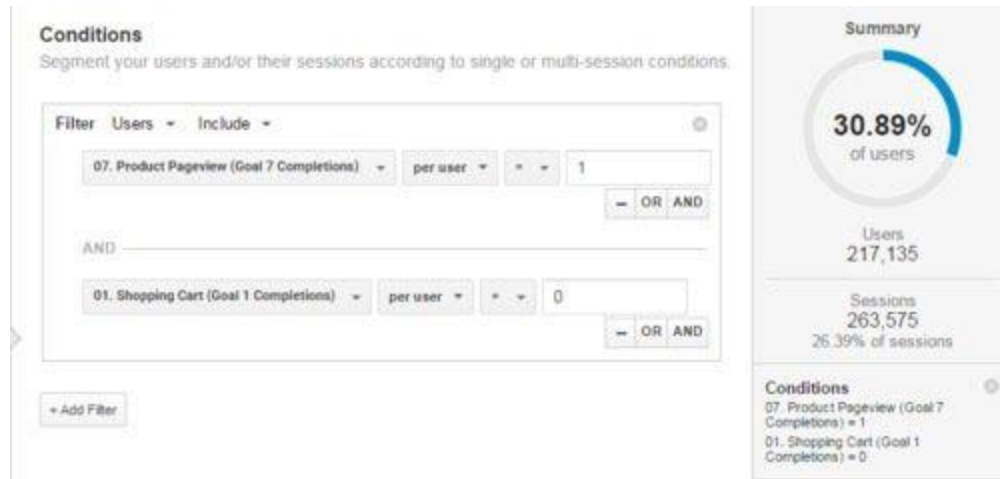 Conditions
Segment your users and/or their sessions according to single or multi-session conditions.
Filter Users Include
07. Product Pageview (Goal 7 Completions) per user = 1
- OR AND
AND
01. Shopping Cart (Goal 1 Completions) per user = 0
- OR AND
+ Add Filter
Summary
30.89%
of users
Users
217,135
Sessions
263,575
26.39% of sessions
Conditions
07. Product Pageview (Goal 7
Completions) = 1
01. Shopping Cart (Goal 1
Completions) = 0